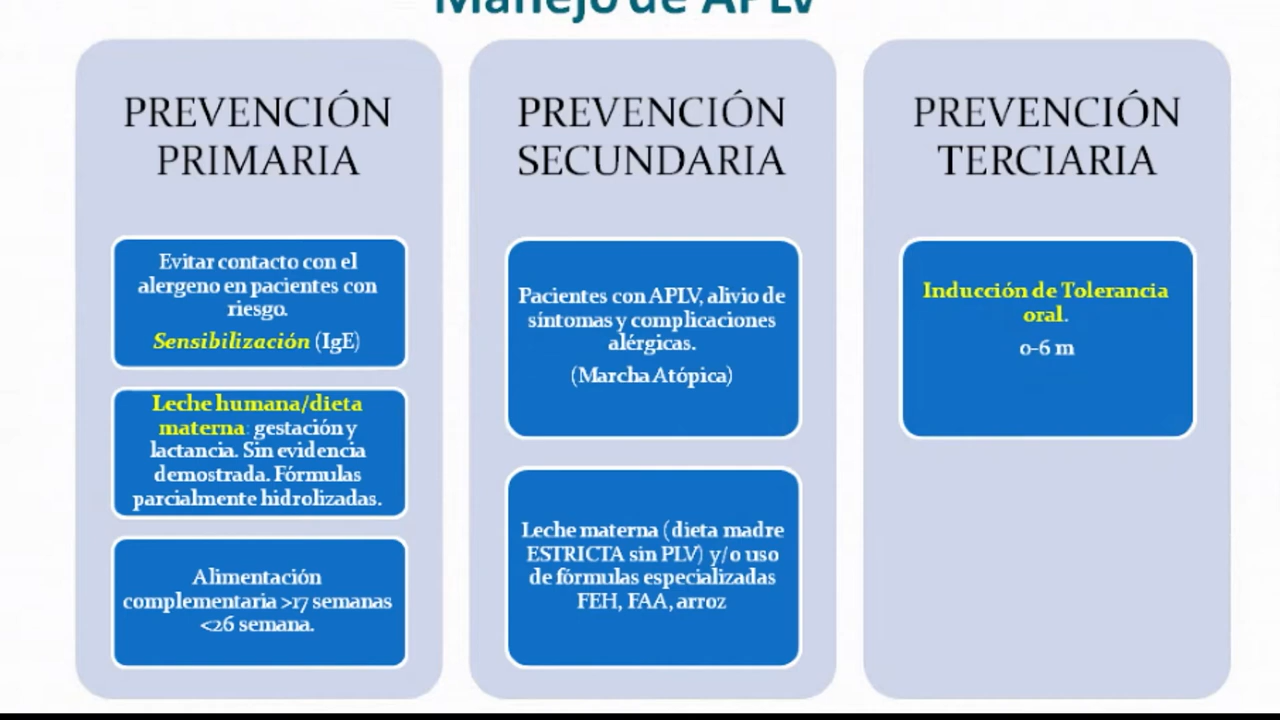 Manejo de APLV
PREVENCIÓN
PRIMARIA
Evitar contacto con el
alergeno en pacientes con
riesgo.
Sensibilización (IgE)
Leche humana/dieta
materna: gestación y
lactancia. Sin evidencia
demostrada. Fórmulas
parcialmente hidrolizadas.
Alimentación
complementaria >17 semanas
<26 semana.
PREVENCIÓN
SECUNDARIA
Pacientes con APLV, alivio de
síntomas y complicaciones
alérgicas.
(Marcha Atópica)
Leche materna (dieta madre
ESTRICTA sin PLV) y/o uso
de fórmulas especializadas
FEH, FAA, arroz
PREVENCIÓN
TERCIARIA
Inducción de Tolerancia
oral.
0-6 m